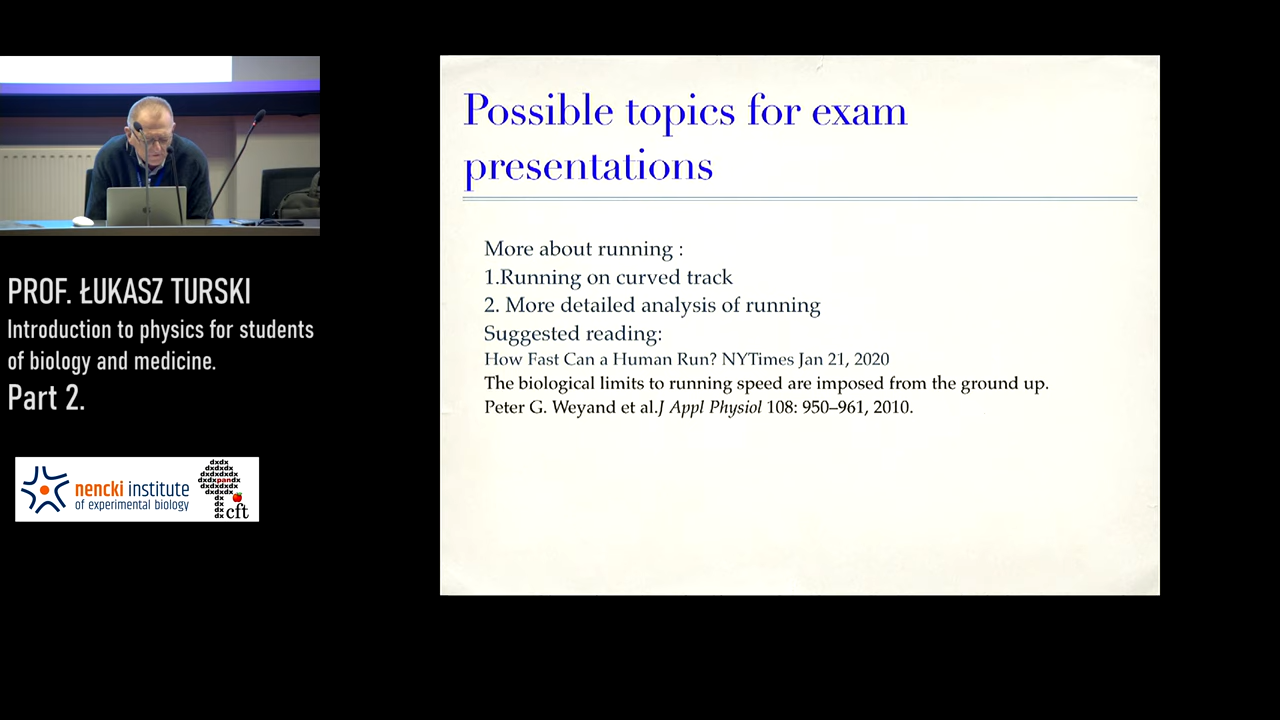 Possible topics for exam
presentations
More about running :
1.Running on curved track
2. More detailed analysis of running
Suggested reading:
How Fast Can a Human Run? NYTimes Jan 21, 2020
The biological limits to running speed are imposed from the ground up.
Peter G. Weyand et al.J Appl Physiol 108: 950–961, 2010.
PROF. ŁUKASZ TURSKI
Introduction to physics for students
of biology and medicine.
Part 2.
nencki institute
of experimental biology
dxdx
dxdxdx
dxdxdxdx
dxdxpandx
dxdxdxdx
dxdxdx
dx
dx
dx
dx
cft